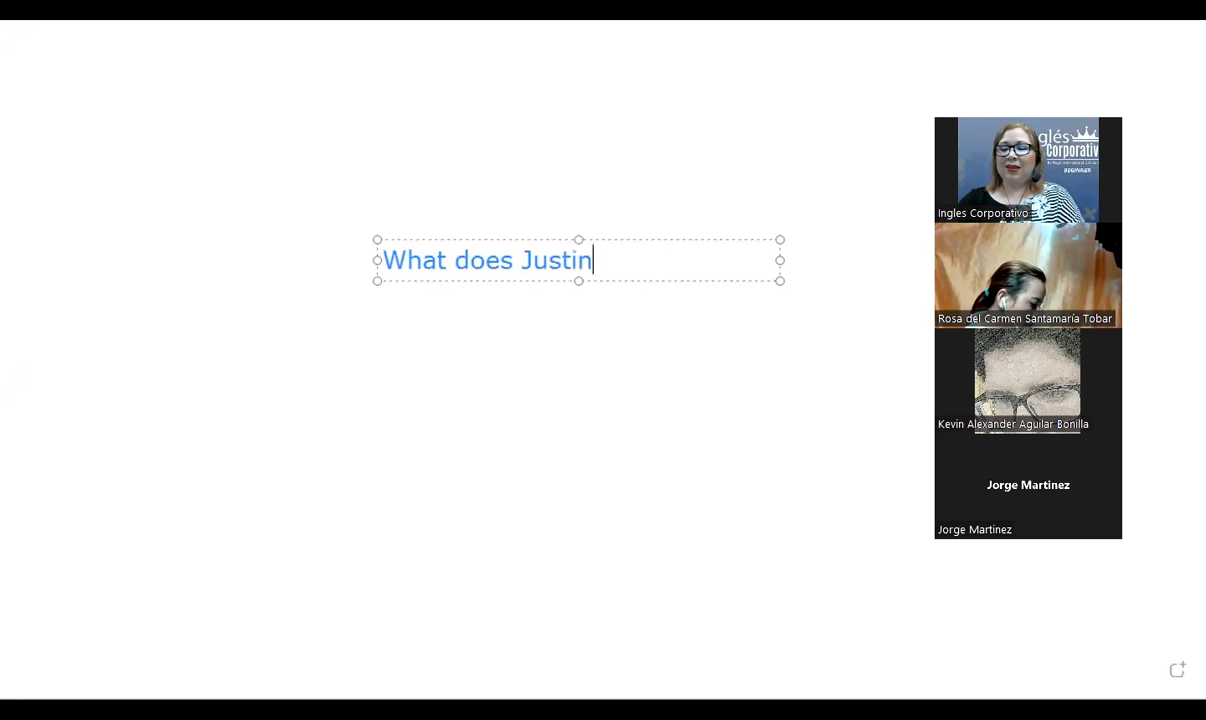 What does Justin
glés
Corporativ
BEGINNER
Ingles Corporativo
Rosa del Carmen Santamaría Tobar
Kevin Alexander Aguilar Bonilla
Jorge Martinez
Jorge Martinez